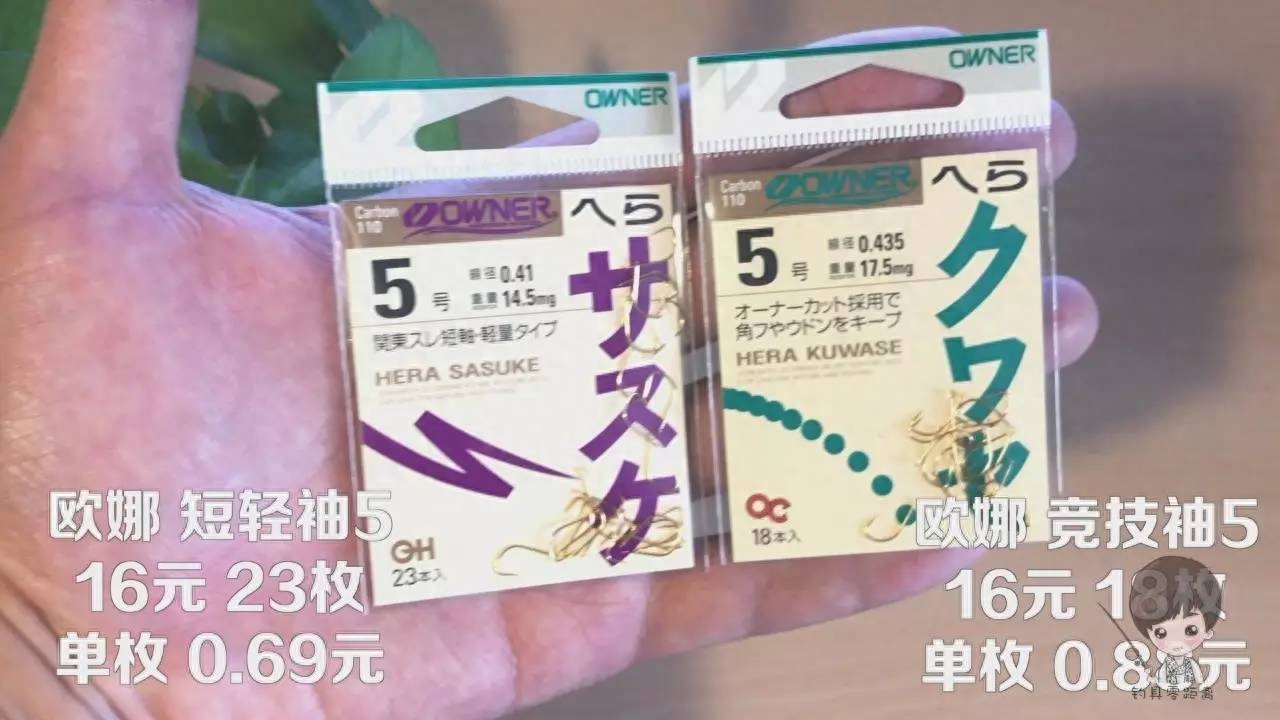 OWNER
Carbon
110
OWNER
へら
サスケ
5号
線径 0.41
重量 14.5mg
関東スレ短軸・軽量タイプ
HERA SASUKE
23本入
OWNER
Carbon
110
OWNER
へら
クワセ
5号
線径 0.435
重量 17.5mg
オーナーカット採用で
角フやウドンをキープ
HERA KUWASE
18本入
欧娜 短轻袖5
16元 23枚
单枚 0.69元
欧娜 竞技袖5
16元 18枚
单枚 0.8元
钓具零距离